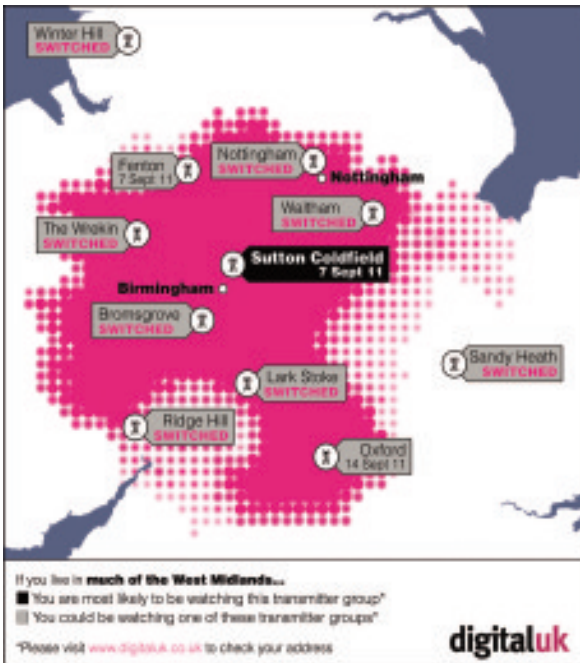 Winter Hill
SWITCHED
Fenton
7 Sept 11
Nottingham
SWITCHED
Nottingham
Waltham
SWITCHED
The Wrekin
SWITCHED
Sutton Coldfield
7 Sept 11
Birmingham
Bromsgrove
SWITCHED
Sandy Heath
SWITCHED
Lark Stoke
SWITCHED
Ridge Hill
SWITCHED
Oxford
14 Sept 11
If you live in much of the West Midlands...
You are most likely to be watching this transmitter group*
You could be watching one of these transmitter groups*
*Please visit www.digitaluk.co.uk to check your address
digitaluk